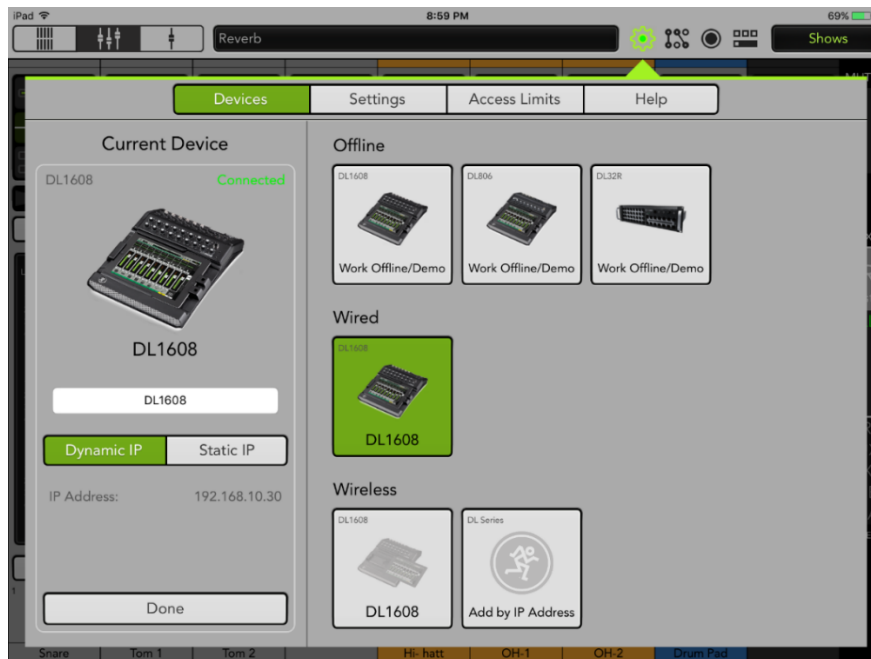 iPad 8:59 PM 69%
Reverb Shows
Devices Settings Access Limits Help
Current Device
DL1608 Connected
DL1608
DL1608
Dynamic IP Static IP
IP Address: 192.168.10.30
Done
Offline
DL1608 DL806 DL32R
Work Offline/Demo Work Offline/Demo Work Offline/Demo
Wired
DL1608
DL1608
Wireless
DL1608 DL Series
DL1608 Add by IP Address
Snare Tom 1 Tom 2 Hi- hatt OH-1 OH-2 Drum Pad